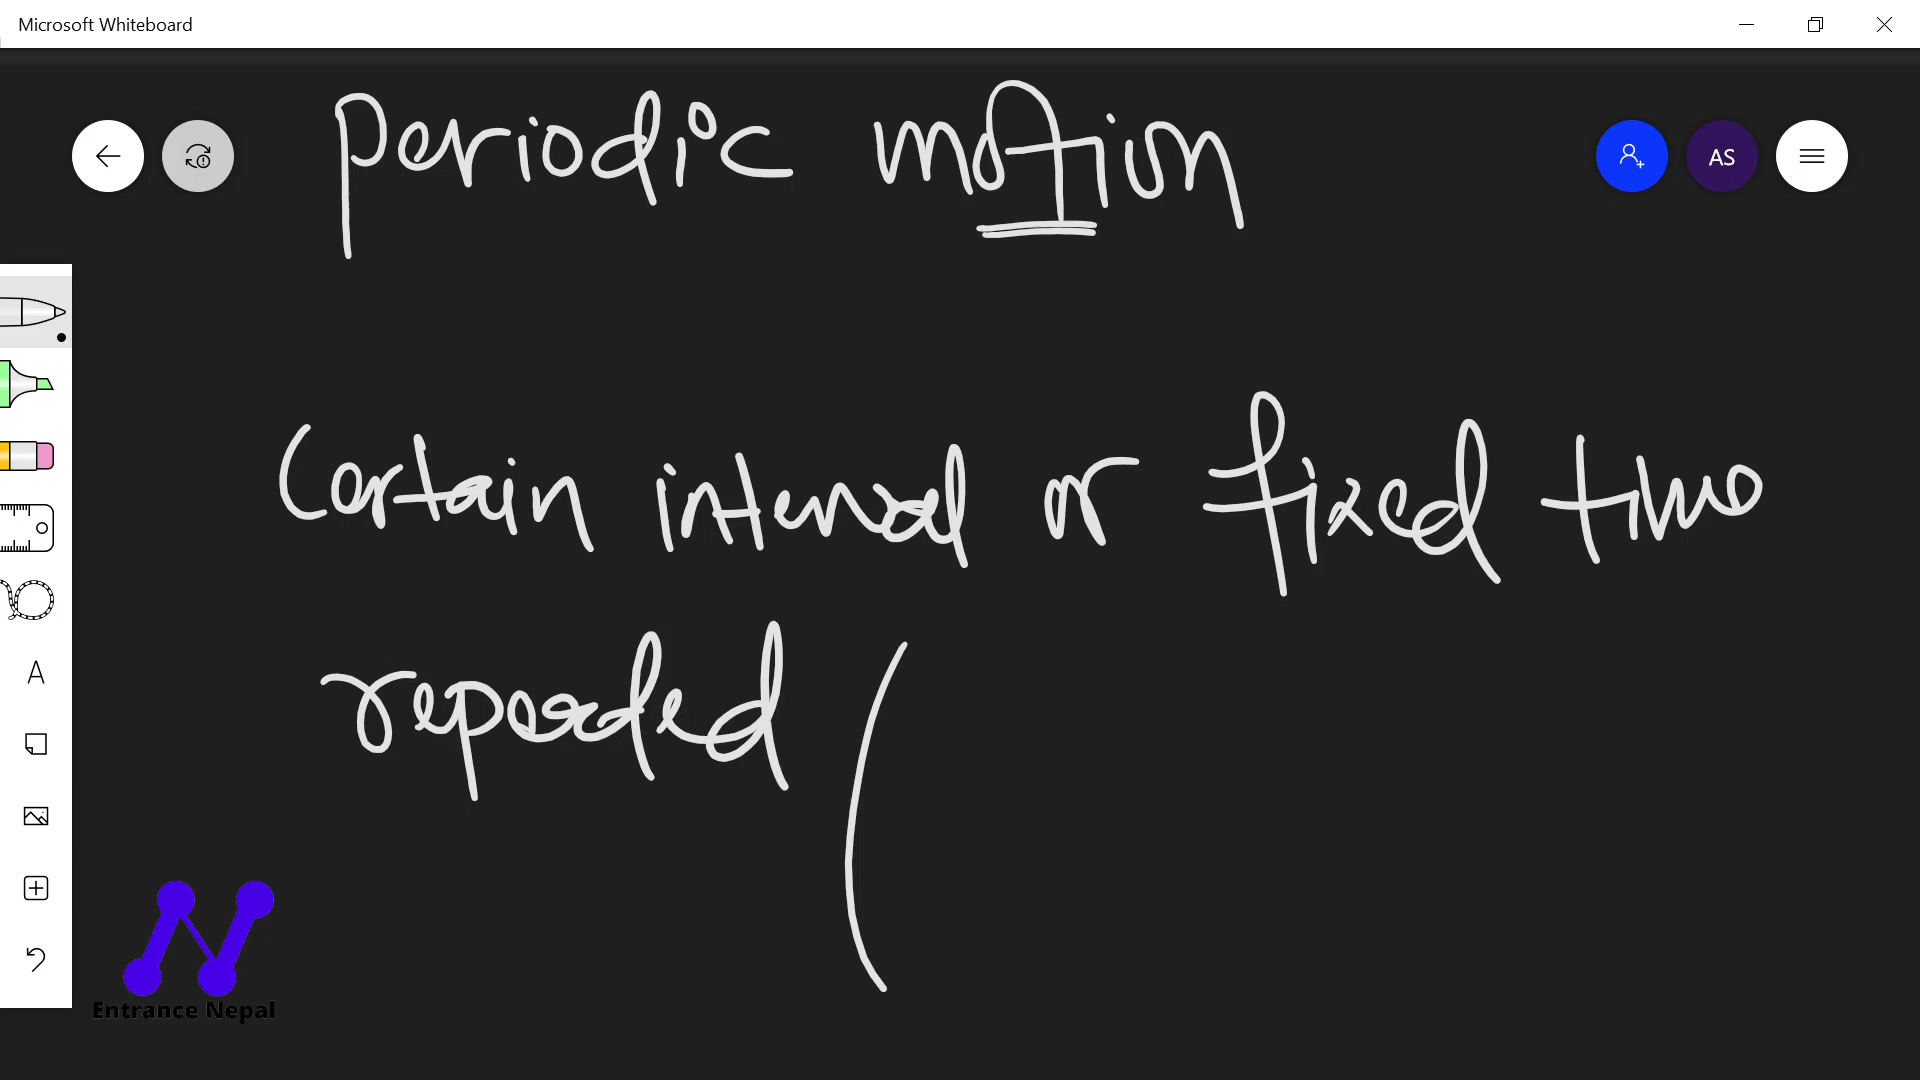 Microsoft Whiteboard
periodic motion
AS
Certain interval or fixed time
repeated (
A
Entrance Nepal